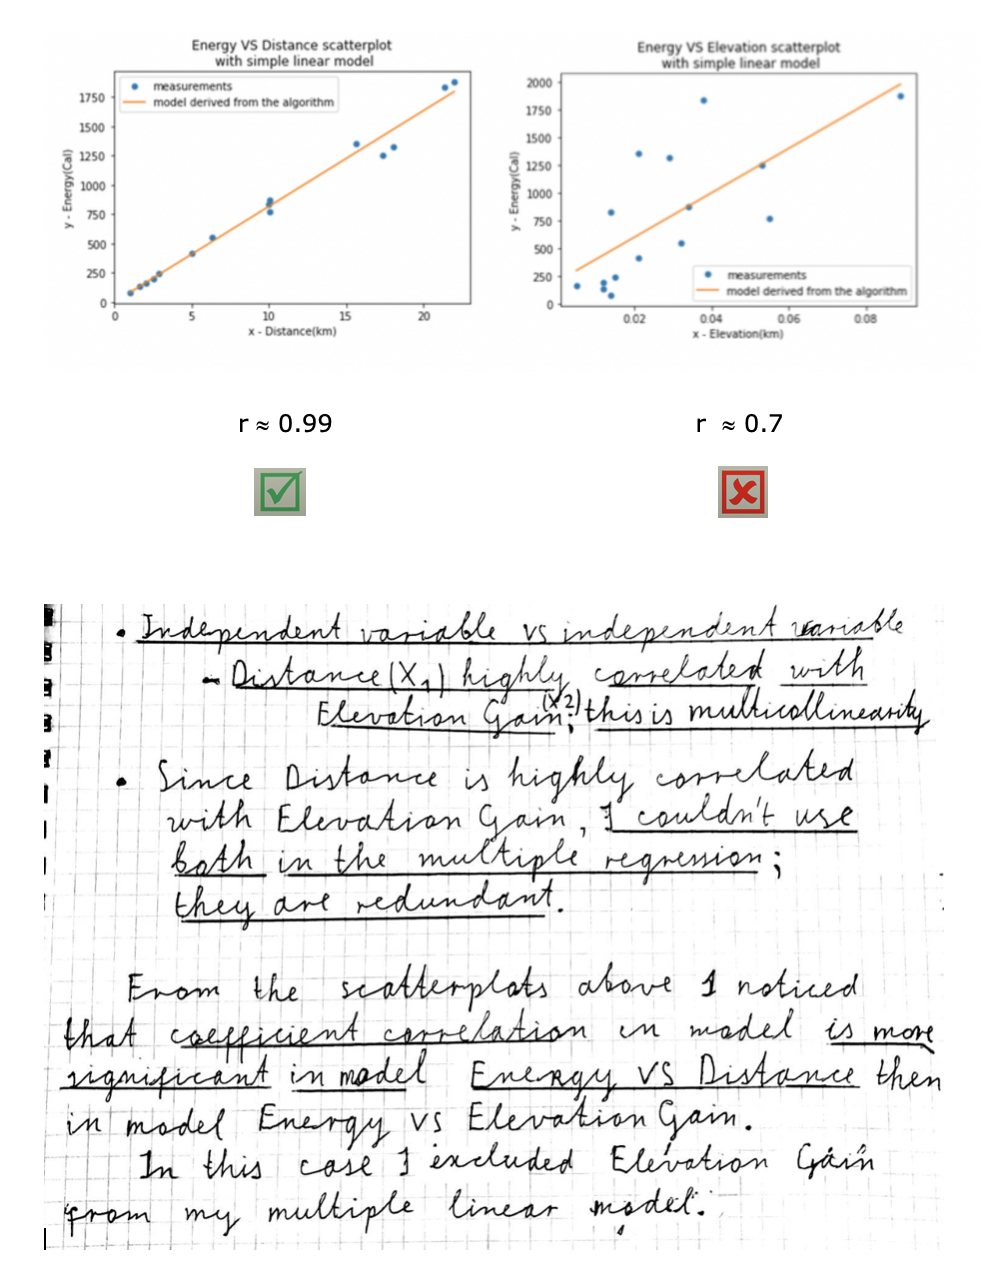 Energy VS Distance scatterplot
with simple linear model
measurements
model derived from the algorithm
y - Energy(Cal)
1750
1500
1250
1000
750
500
250
0
0 5 10 15 20
x - Distance(km)
Energy VS Elevation scatterplot
with simple linear model
y - Energy(Cal)
2000
1750
1500
1250
1000
750
500
250
0
measurements
model derived from the algorithm
0.02 0.04 0.06 0.08
x - Elevation(km)
r ≈ 0.99
r ≈ 0.7
• Independent variable vs independent variable
- Distance (X1) highly correlated with
Elevation Gain (X2); this is multicollinearity
• Since Distance is highly correlated
with Elevation Gain, I couldn't use
both in the multiple regression;
they are redundant.
From the scatterplots above I noticed
that coefficient correlation in model is more
significant in model Energy VS Distance then
in model Energy vs Elevation Gain.
In this case I excluded Elevation Gain
from my multiple linear model.